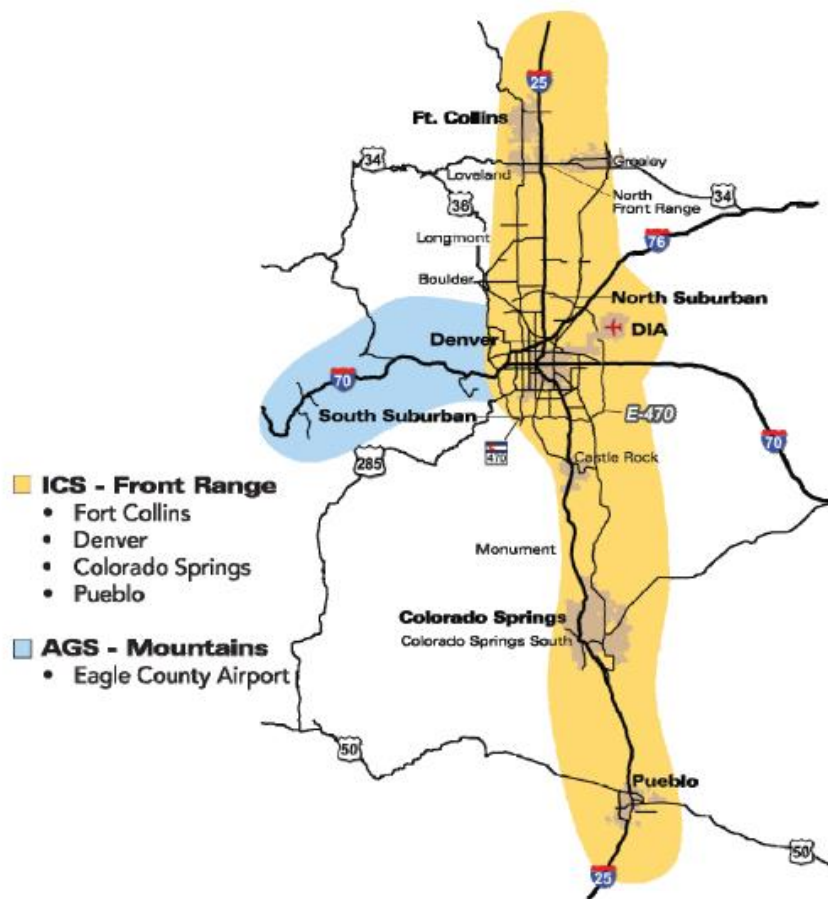 25
Ft. Collins
34
Greeley
Loveland
36
North
Front Range
34
Longmont
76
Boulder
North Suburban
Denver
DIA
70
South Suburban
E-470
470
70
285
Castle Rock
ICS - Front Range
• Fort Collins
• Denver
• Colorado Springs
• Pueblo
Monument
Colorado Springs
Colorado Springs South
AGS - Mountains
• Eagle County Airport
50
Pueblo
50
25